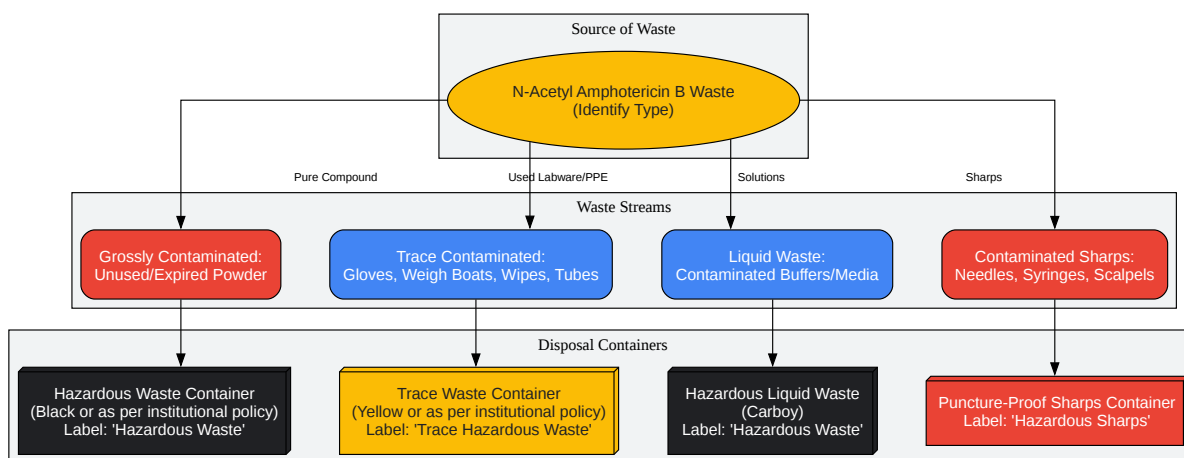 Source of Waste
N-Acetyl Amphotericin B Waste
(Identify Type)
Pure Compound
Used Labware/PPE
Solutions
Sharps
Waste Streams
Grossly Contaminated:
Unused/Expired Powder
Trace Contaminated:
Gloves, Weigh Boats, Wipes, Tubes
Liquid Waste:
Contaminated Buffers/Media
Contaminated Sharps:
Needles, Syringes, Scalpels
Disposal Containers
Hazardous Waste Container
(Black or as per institutional policy)
Label: 'Hazardous Waste'
Trace Waste Container
(Yellow or as per institutional policy)
Label: 'Trace Hazardous Waste'
Hazardous Liquid Waste
(Carboy)
Label: 'Hazardous Waste'
Puncture-Proof Sharps Container
Label: 'Hazardous Sharps'